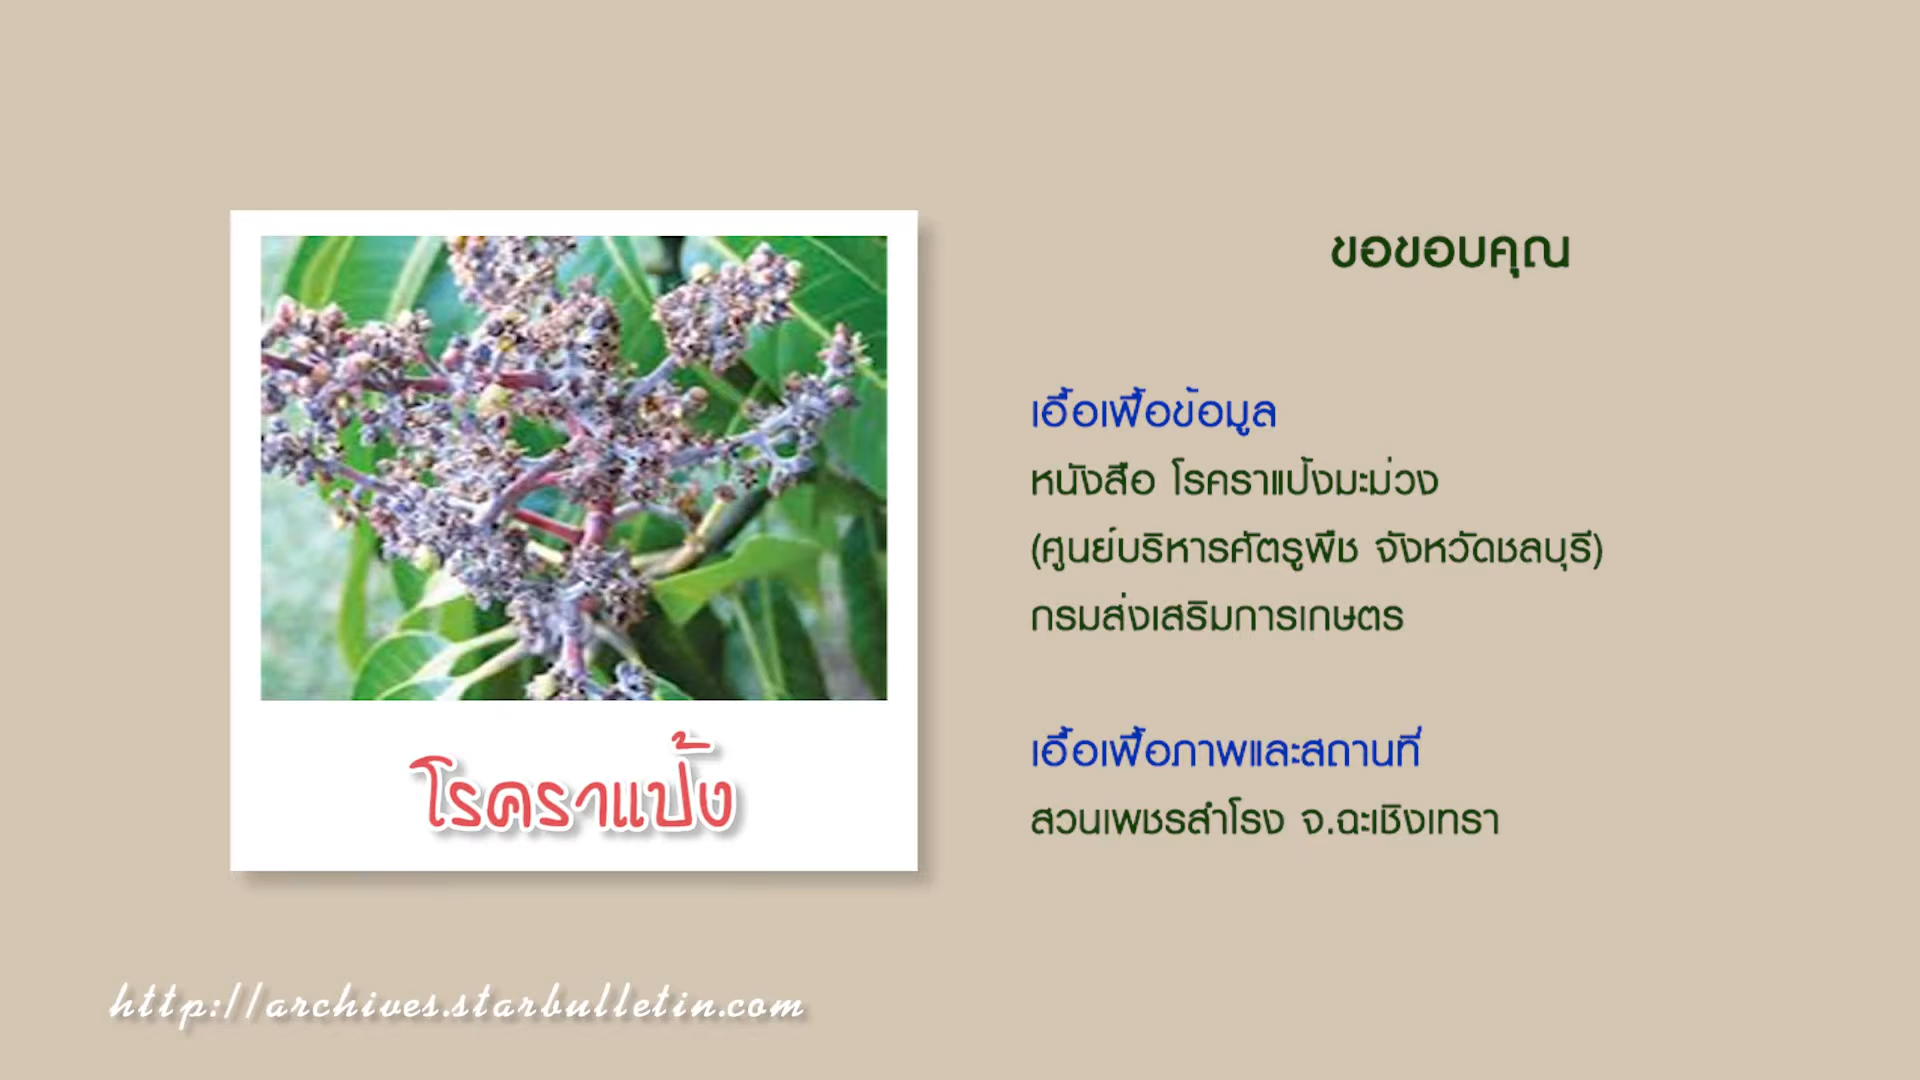 โรคราแป้ง
http://archives.starbulletin.com
ขอขอบคุณ
เอื้อเฟื้อข้อมูล
หนังสือ โรคราแป้งมะม่วง
(ศูนย์บริหารศัตรูพืช จังหวัดชลบุรี)
กรมส่งเสริมการเกษตร
เอื้อเฟื้อภาพและสถานที่
สวนเพชรสำโรง จ.ฉะเชิงเทรา